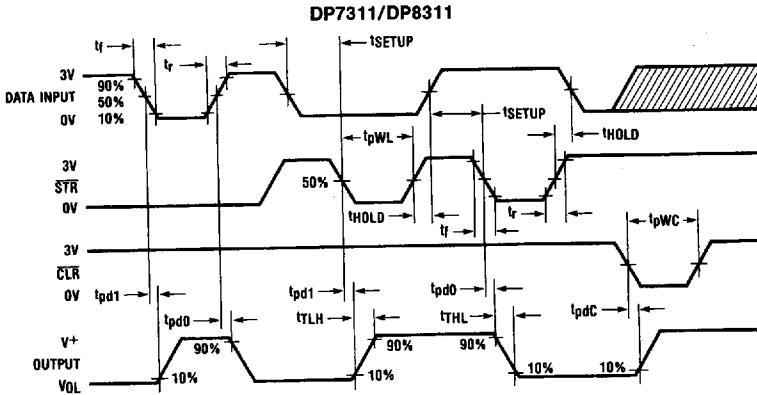 DP7311/DP8311
tf
tr
tSETUP
3V
90%
DATA INPUT
50%
0V
10%
tSETUP
tpWL
tHOLD
3V
STR
50%
0V
tHOLD
tf
tr
3V
CLR
0V
tpWC
tpd1
tpd0
tpd1
tpd0
tpdC
tTLH
tTHL
V+
90%
90%
90%
OUTPUT
VOL
10%
10%
10%
10%